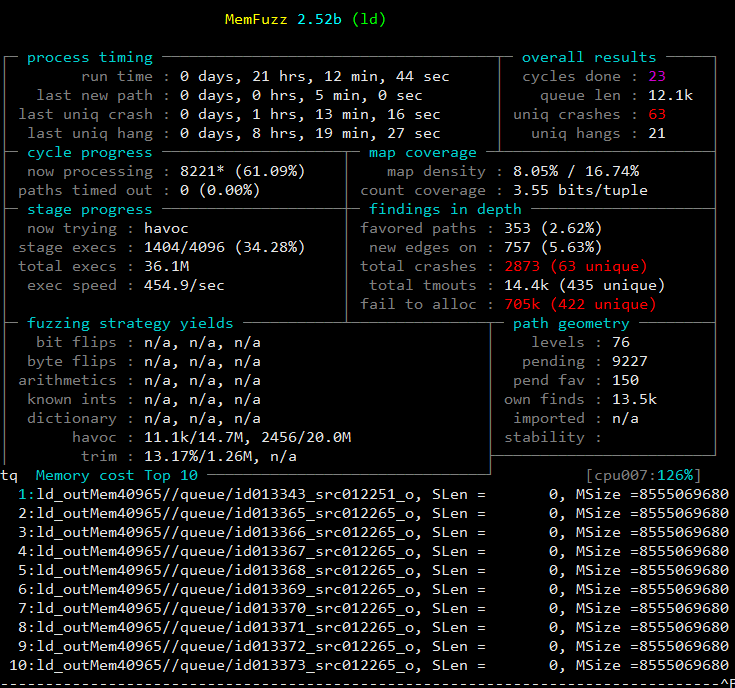 MemFuzz 2.52b (ld)
process timing overall results
run time : 0 days, 21 hrs, 12 min, 44 sec cycles done : 23
last new path : 0 days, 0 hrs, 5 min, 0 sec queue len : 12.1k
last uniq crash : 0 days, 1 hrs, 13 min, 16 sec uniq crashes : 63
last uniq hang : 0 days, 8 hrs, 19 min, 27 sec uniq hangs : 21
cycle progress map coverage
now processing : 8221* (61.09%) map density : 8.05% / 16.74%
paths timed out : 0 (0.00%) count coverage : 3.55 bits/tuple
stage progress findings in depth
now trying : havoc favored paths : 353 (2.62%)
stage execs : 1404/4096 (34.28%) new edges on : 757 (5.63%)
total execs : 36.1M total crashes : 2873 (63 unique)
exec speed : 454.9/sec total tmouts : 14.4k (435 unique)
fail to alloc : 705k (422 unique)
fuzzing strategy yields path geometry
bit flips : n/a, n/a, n/a levels : 76
byte flips : n/a, n/a, n/a pending : 9227
arithmetics : n/a, n/a, n/a pend fav : 150
known ints : n/a, n/a, n/a own finds : 13.5k
dictionary : n/a, n/a, n/a imported : n/a
havoc : 11.1k/14.7M, 2456/20.0M stability :
trim : 13.17%/1.26M, n/a
tq Memory cost Top 10 [cpu007:126%]
1:ld_outMem40965//queue/id013343_src012251_o, SLen = 0, MSize =8555069680
2:ld_outMem40965//queue/id013365_src012265_o, SLen = 0, MSize =8555069680
3:ld_outMem40965//queue/id013366_src012265_o, SLen = 0, MSize =8555069680
4:ld_outMem40965//queue/id013367_src012265_o, SLen = 0, MSize =8555069680
5:ld_outMem40965//queue/id013368_src012265_o, SLen = 0, MSize =8555069680
6:ld_outMem40965//queue/id013369_src012265_o, SLen = 0, MSize =8555069680
7:ld_outMem40965//queue/id013370_src012265_o, SLen = 0, MSize =8555069680
8:ld_outMem40965//queue/id013371_src012265_o, SLen = 0, MSize =8555069680
9:ld_outMem40965//queue/id013372_src012265_o, SLen = 0, MSize =8555069680
10:ld_outMem40965//queue/id013373_src012265_o, SLen = 0, MSize =8555069680